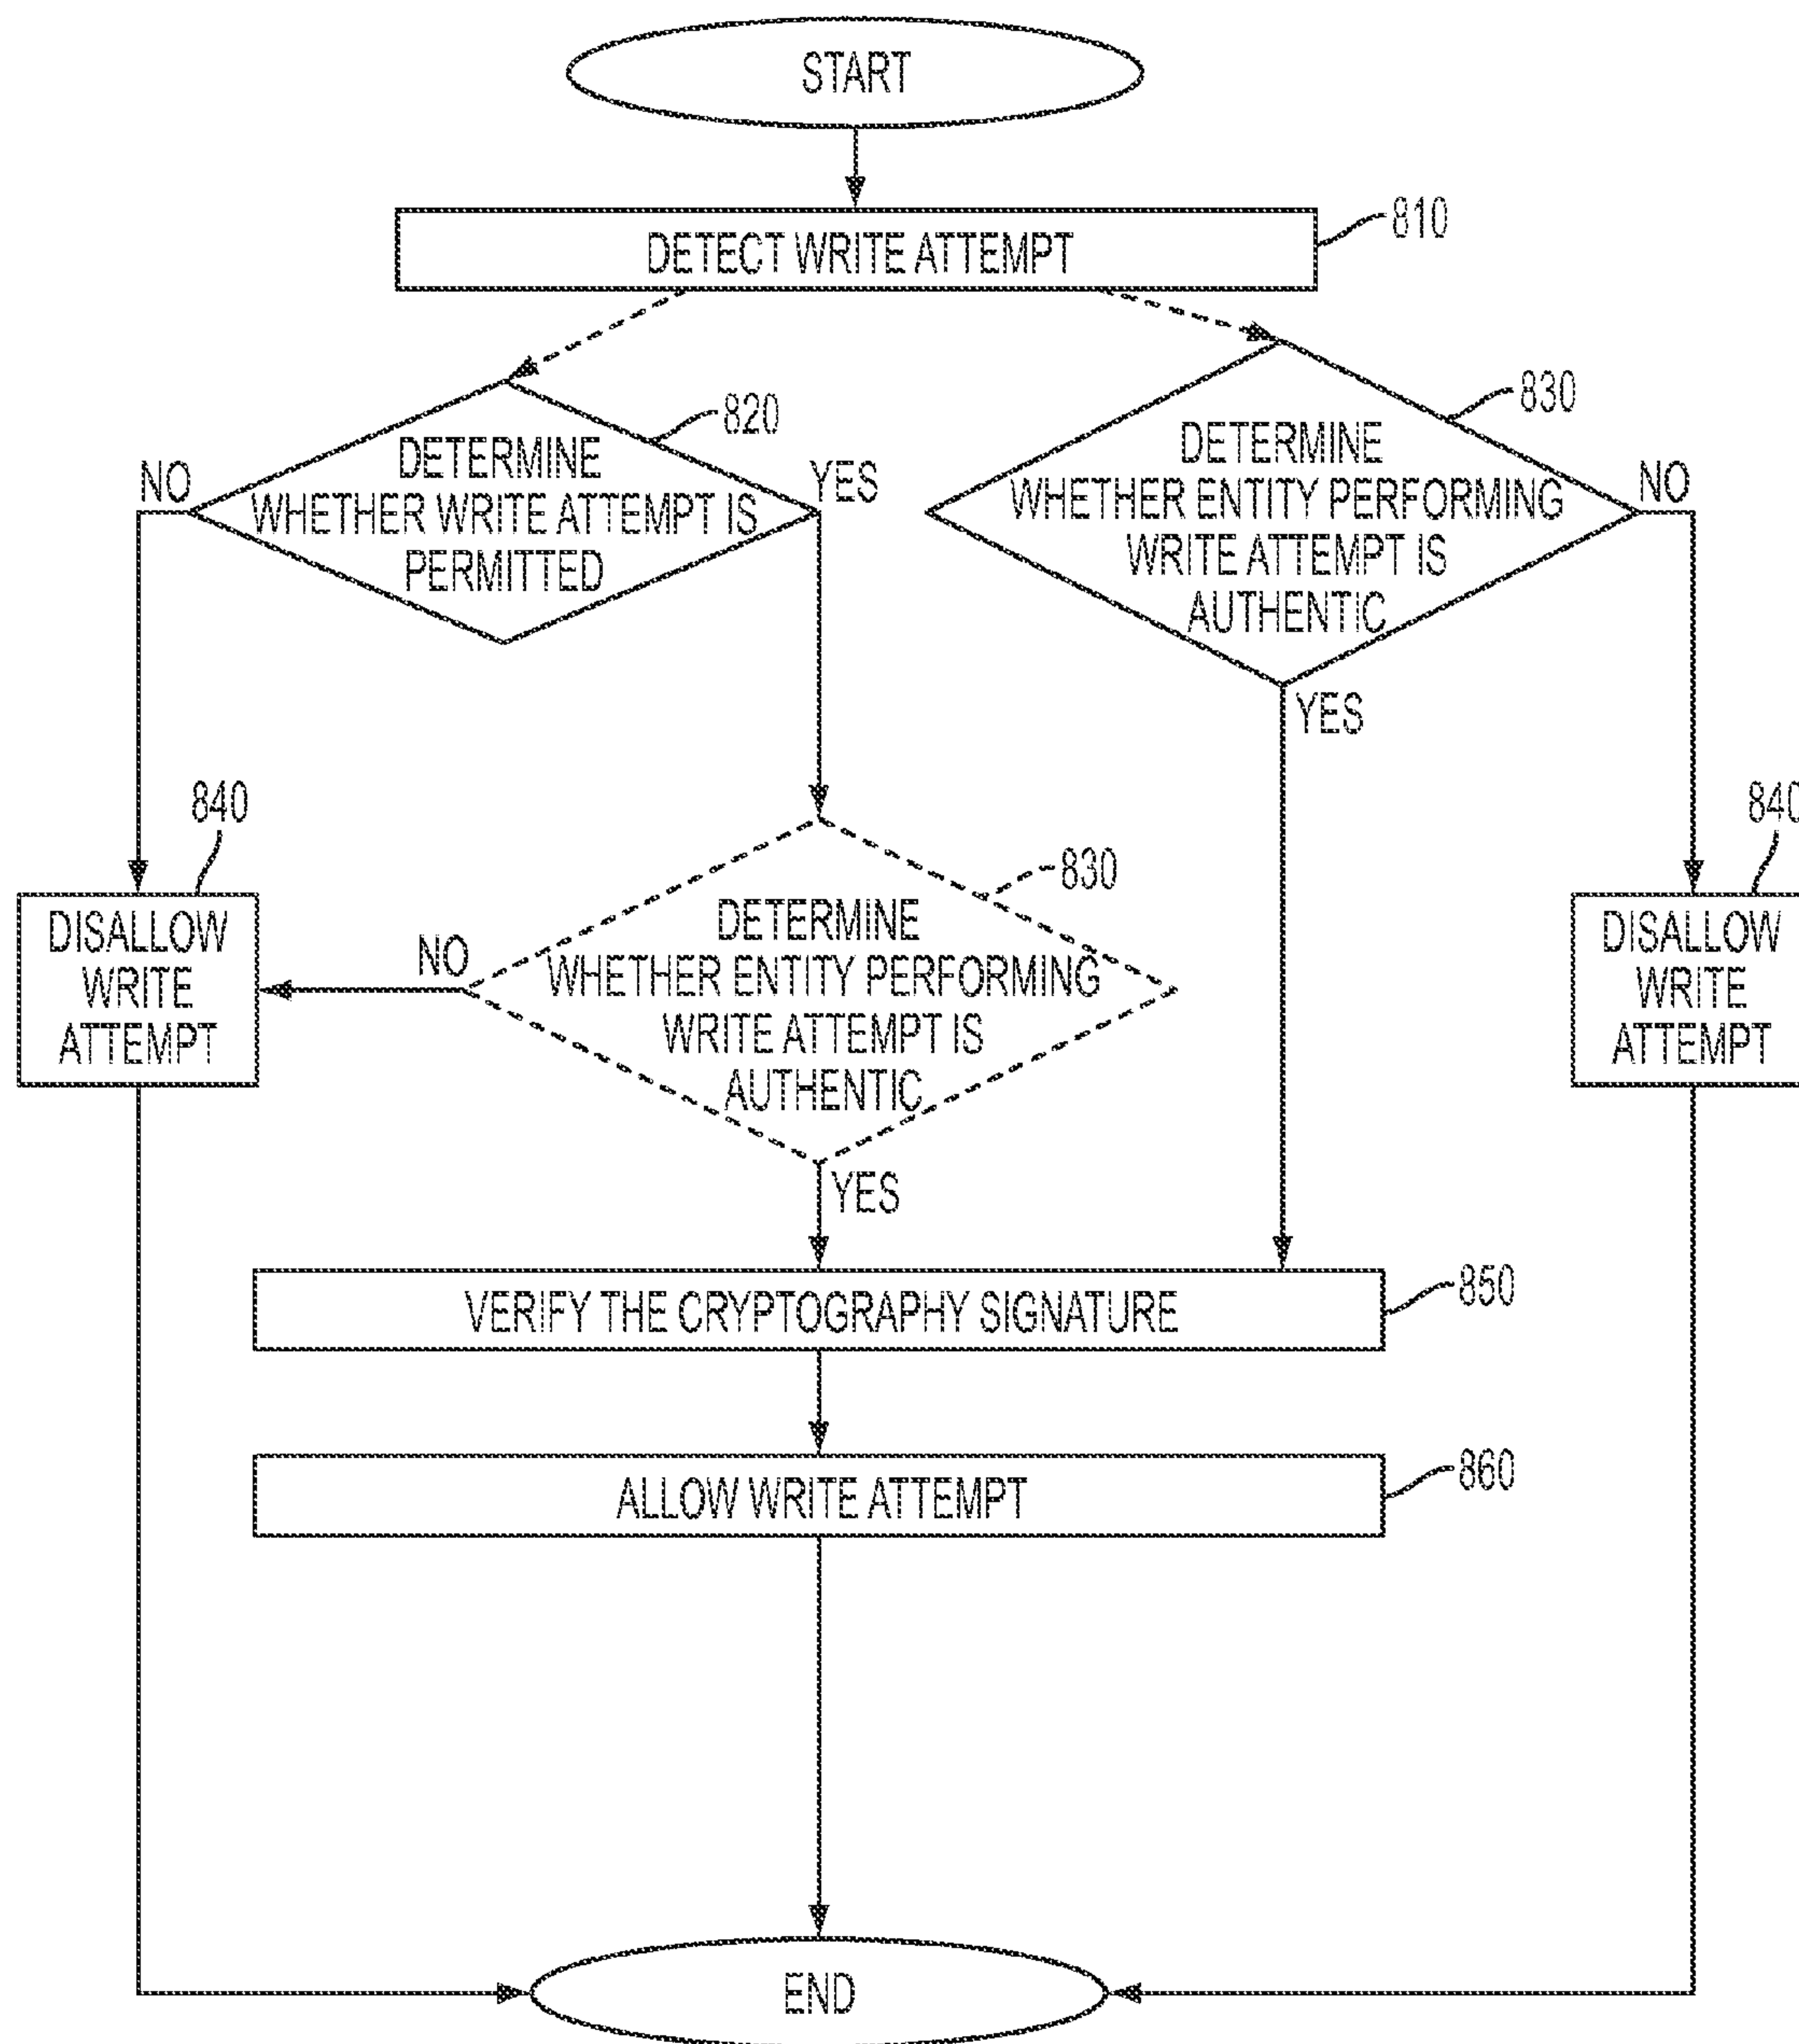 START
DETECT WRITE ATTEMPT
810
820
DETERMINE
WHETHER WRITE ATTEMPT IS
PERMITTED
NO
YES
830
DETERMINE
WHETHER ENTITY PERFORMING
WRITE ATTEMPT IS
AUTHENTIC
NO
YES
840
DISALLOW
WRITE
ATTEMPT
830
DETERMINE
WHETHER ENTITY PERFORMING
WRITE ATTEMPT IS
AUTHENTIC
NO
YES
840
DISALLOW
WRITE
ATTEMPT
VERIFY THE CRYPTOGRAPHY SIGNATURE
850
ALLOW WRITE ATTEMPT
860
END